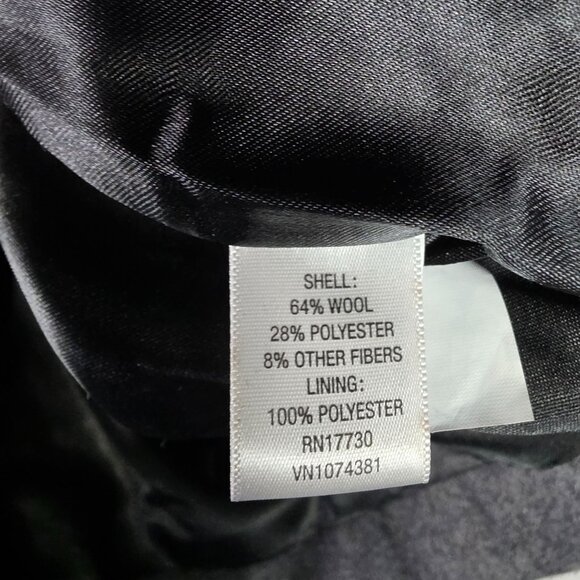 SHELL:
64% WOOL
28% POLYESTER
8% OTHER FIBERS
LINING:
100% POLYESTER
RN17730
VN1074381